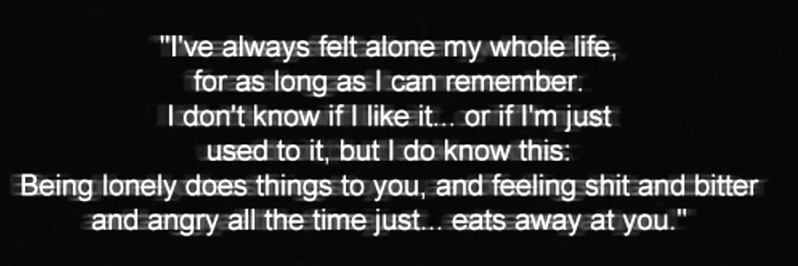 "I've always felt alone my whole life,
for as long as I can remember.
I don't know if I like it... or if I'm just
used to it, but I do know this:
Being lonely does things to you, and feeling shit and bitter
and angry all the time just... eats away at you."